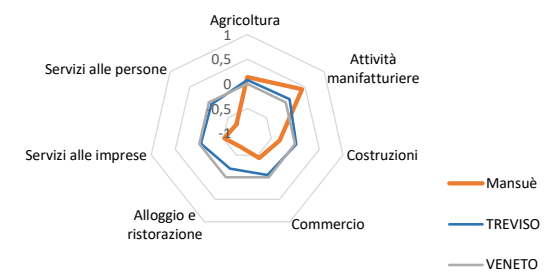 Agricoltura
1
0,5
0
-0,5
-1
Attività
manifatturiere
Costruzioni
Commercio
Alloggio e
ristorazione
Servizi alle imprese
Servizi alle persone
Mansuè
TREVISO
VENETO